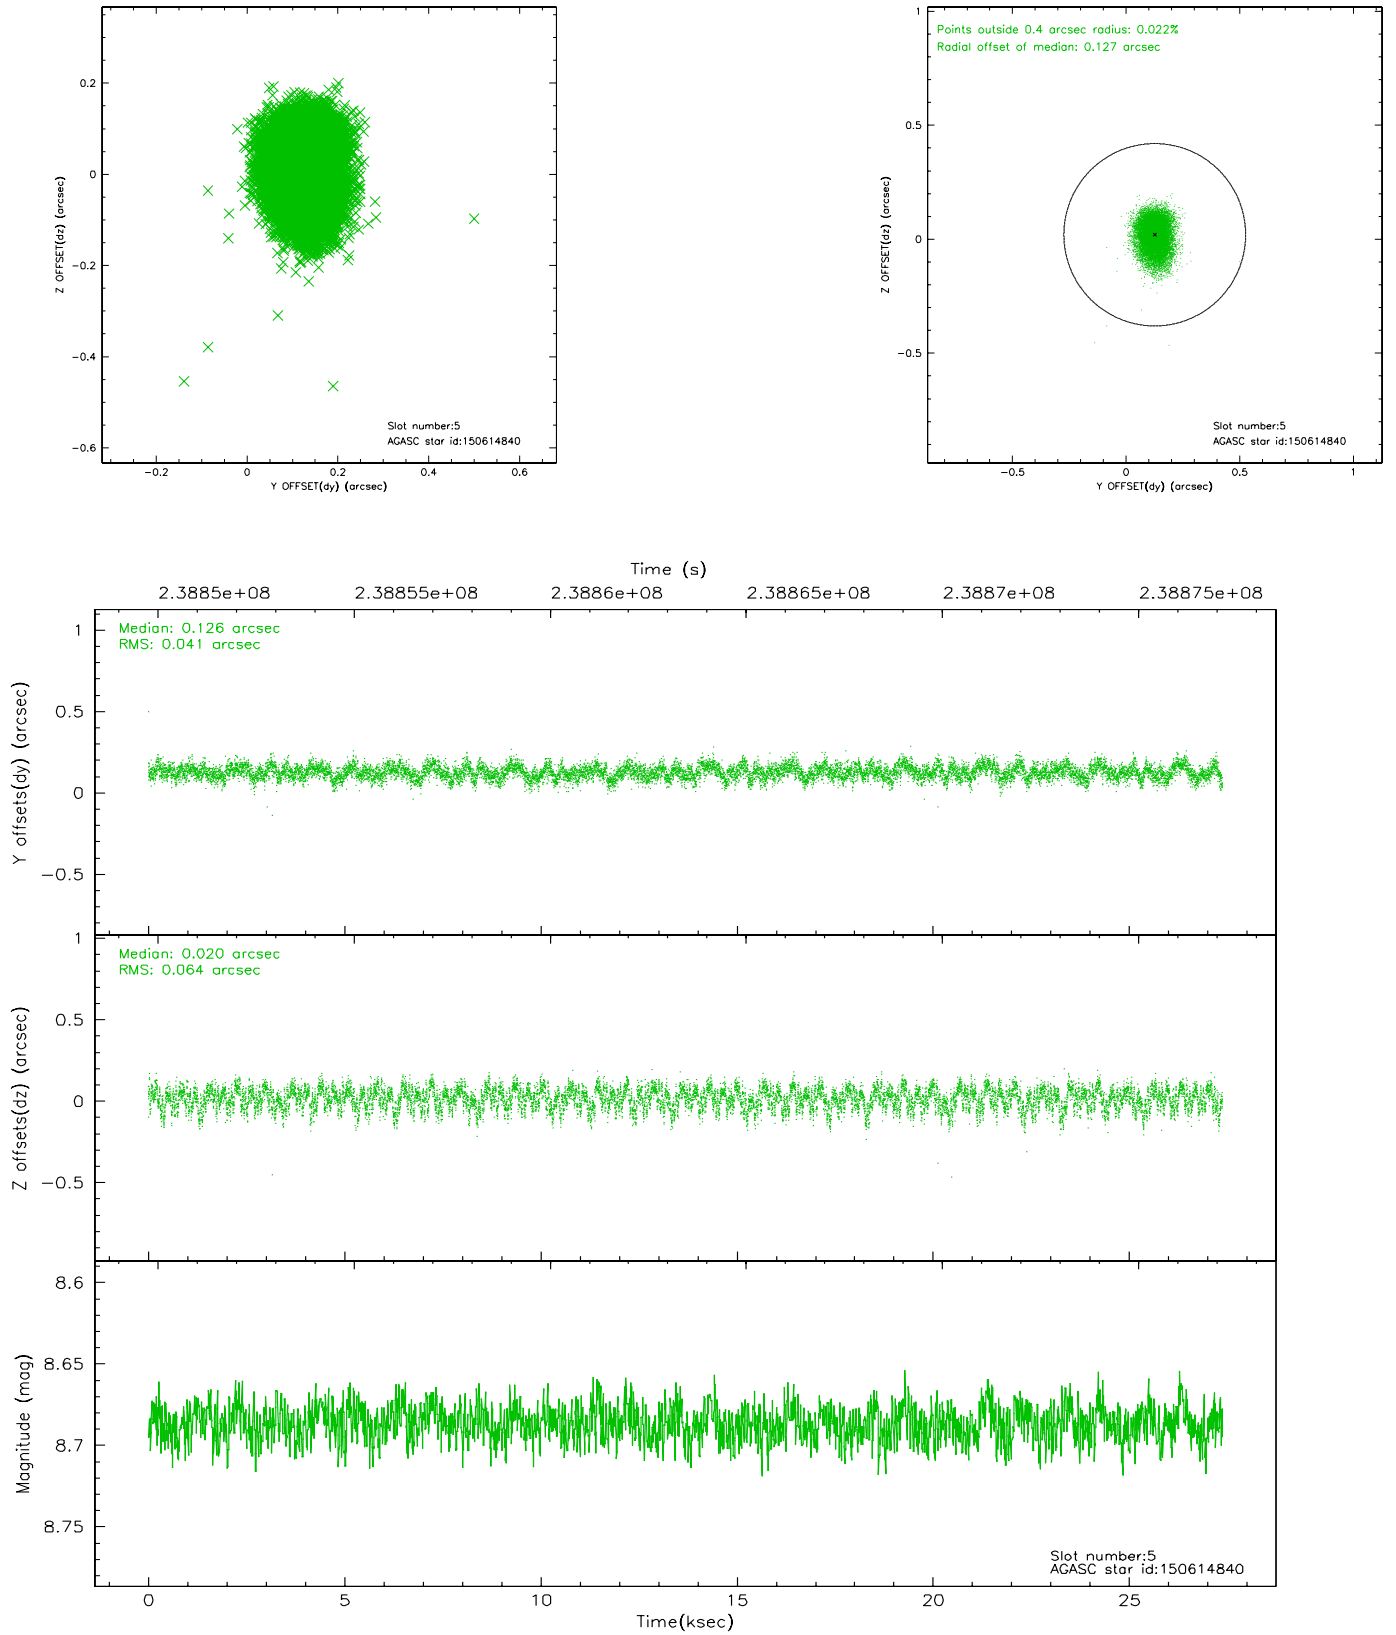 0.2
0
−0.2
−0.4
−0.6
Z OFFSET(dz) (arcsec)
Slot number:5
AGASC star id:150614840
−0.2 0 0.2 0.4 0.6
Y OFFSET(dy) (arcsec)
Points outside 0.4 arcsec radius: 0.022%
Radial offset of median: 0.127 arcsec
1
0.5
0
−0.5
Z OFFSET(dz) (arcsec)
Slot number:5
AGASC star id:150614840
−0.5 0 0.5 1
Y OFFSET(dy) (arcsec)
Time (s)
2.3885e+08 2.38855e+08 2.3886e+08 2.38865e+08 2.3887e+08 2.38875e+08
Median: 0.126 arcsec
RMS: 0.041 arcsec
1
0.5
0
−0.5
Y offsets(dy) (arcsec)
Median: 0.020 arcsec
RMS: 0.064 arcsec
1
0.5
0
−0.5
Z offsets(dz) (arcsec)
8.6
8.65
8.7
8.75
Magnitude (mag)
Slot number:5
AGASC star id:150614840
0 5 10 15 20 25
Time(ksec)